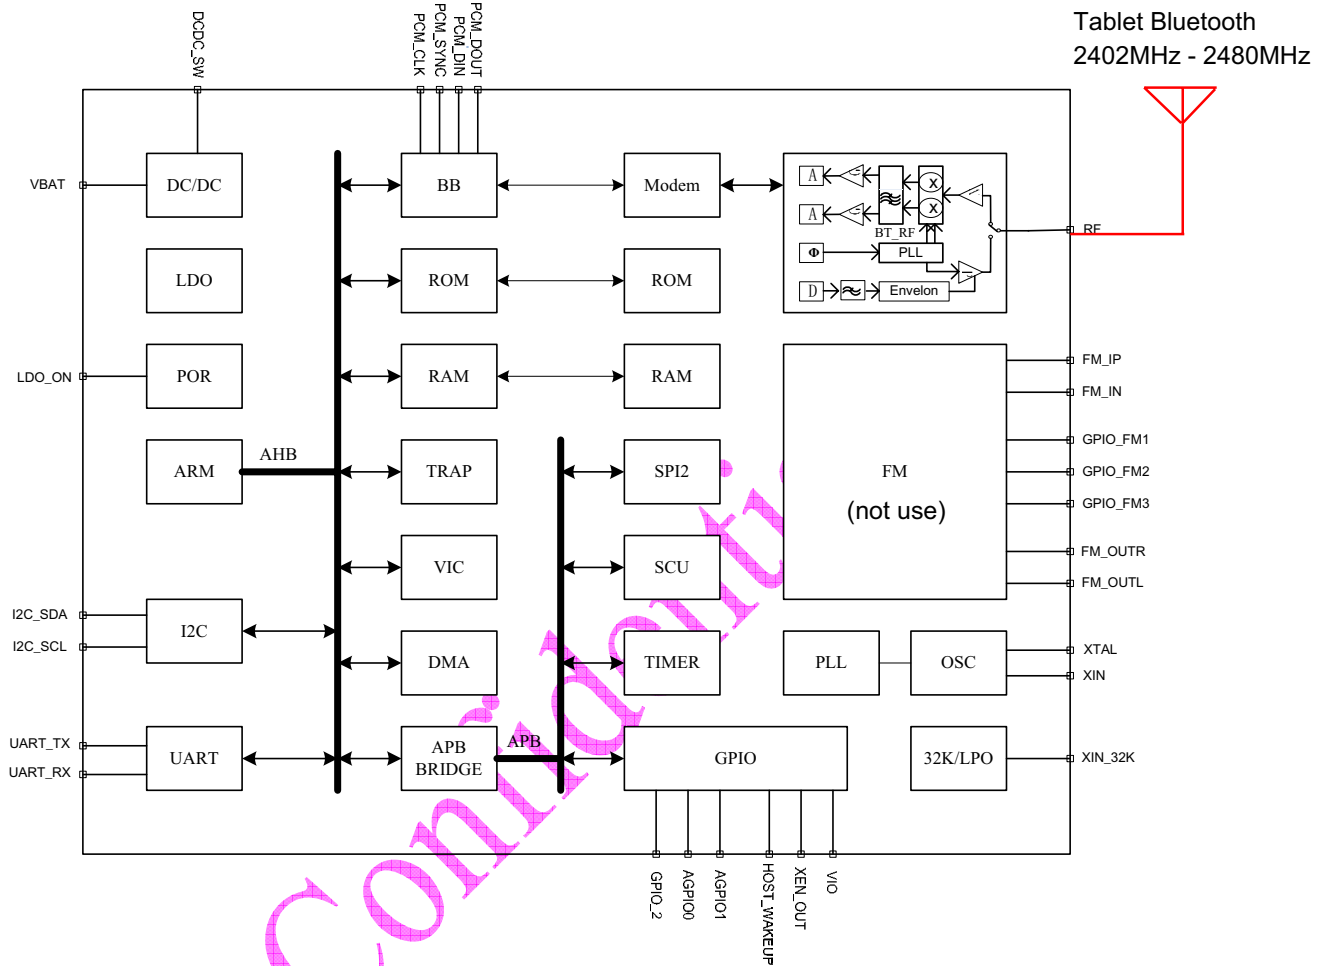 Tablet Bluetooth
2402MHz - 2480MHz
DCDC_SW
PCM_CLK
PCM_SYNC
PCM_DIN
PCM_DOUT
VBAT
DC/DC
BB
Modem
A
A
BT_RF
Φ
PLL
D
Envelon
X
X
RF
LDO
ROM
ROM
LDO_ON
POR
RAM
RAM
FM_IP
FM_IN
AHB
ARM
TRAP
SPI2
FM
(not use)
GPIO_FM1
GPIO_FM2
GPIO_FM3
VIC
SCU
FM_OUTR
FM_OUTL
I2C_SDA
I2C_SCL
I2C
DMA
TIMER
PLL
OSC
XTAL
XIN
UART_TX
UART_RX
UART
APB
BRIDGE
APB
GPIO
32K/LPO
XIN_32K
GPIO_2
AGPIO0
AGPIO1
HOST_WAKEUP
XEN_OUT
VIO